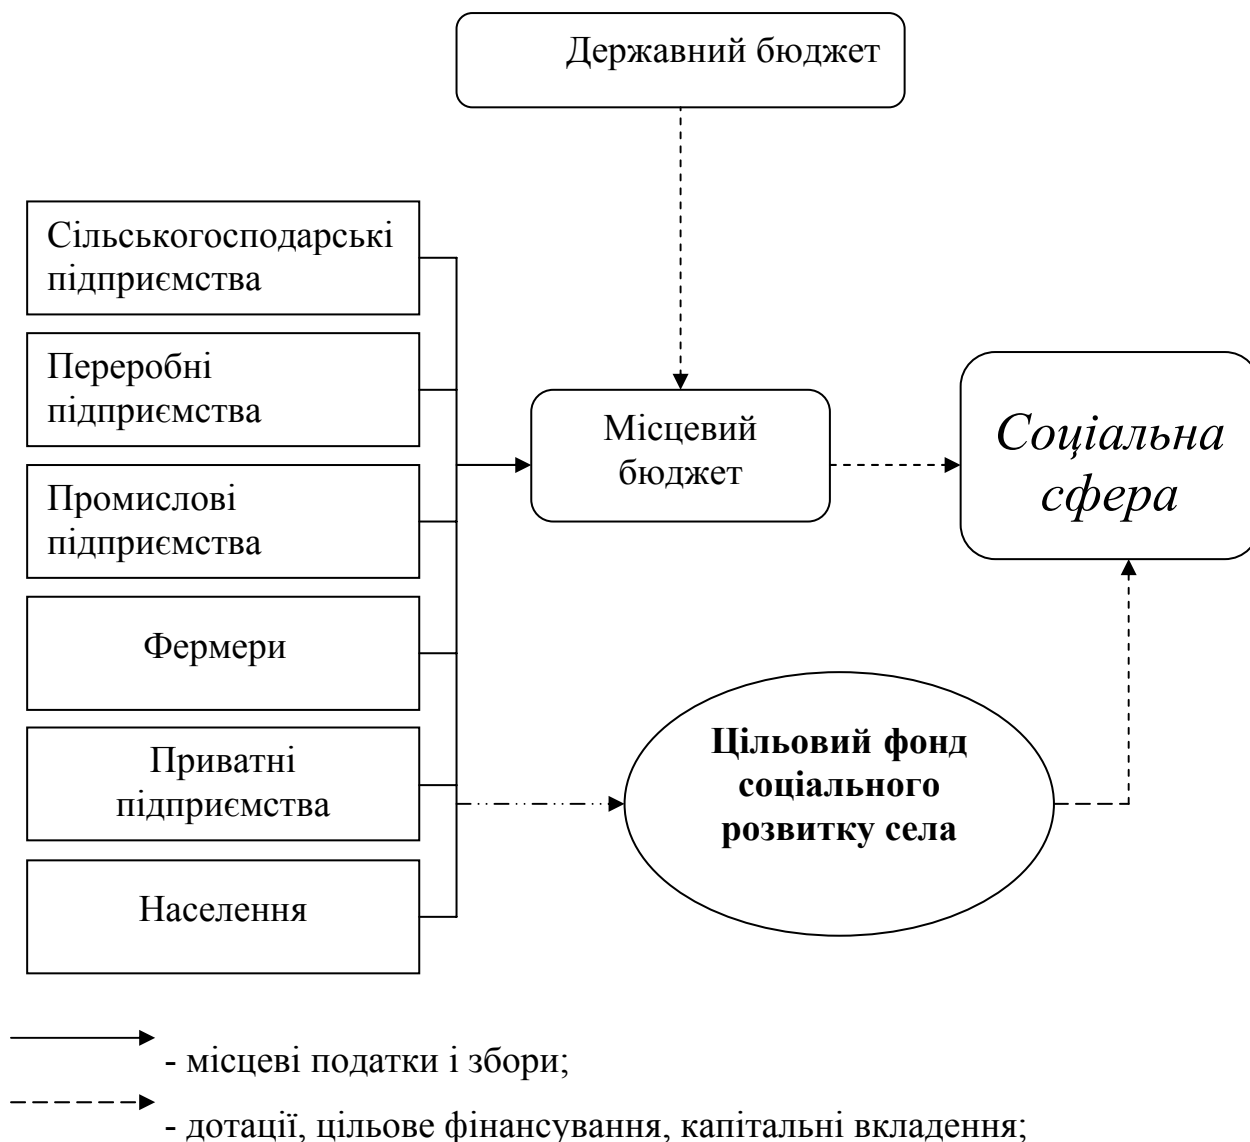 Державний бюджет
Сільськогосподарські
підприємства
Переробні
підприємства
Промислові
підприємства
Фермери
Приватні
підприємства
Населення
Місцевий
бюджет
Соціальна
сфера
Цільовий фонд
соціального
розвитку села
- місцеві податки і збори;
- дотації, цільове фінансування, капітальні вкладення;